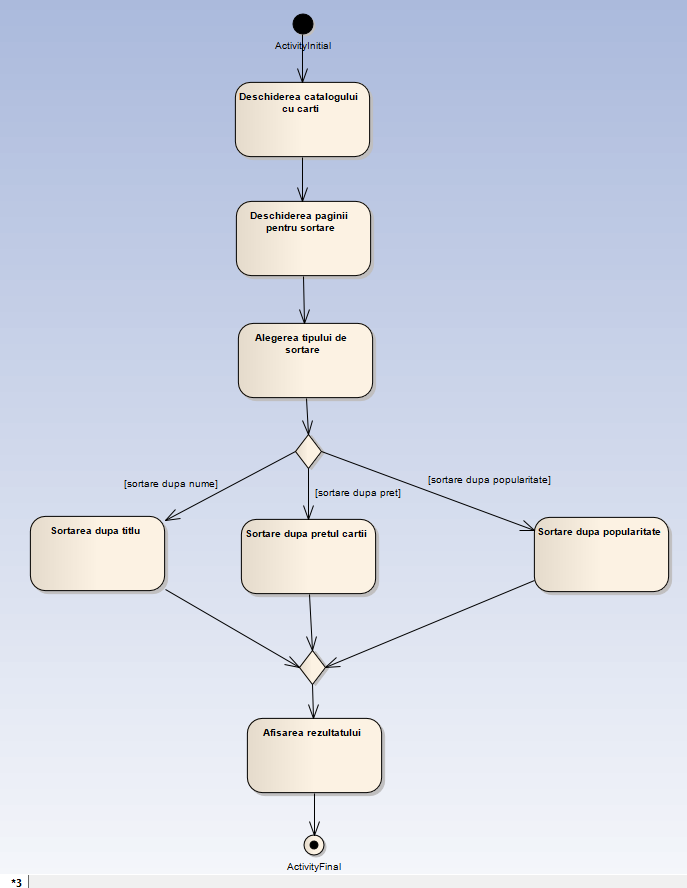 ActivityInitial
Deschiderea catalogului
cu carti
Deschiderea paginii
pentru sortare
Alegerea tipului de
sortare
[sortare dupa nume]
[sortare dupa pret]
[sortare dupa popularitate]
Sortarea dupa titlu
Sortare dupa pretul cartii
Sortare dupa popularitate
Afisarea rezultatului
ActivityFinal
*3